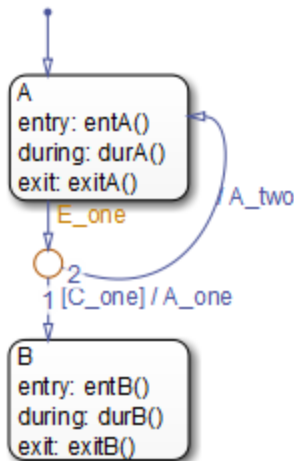 A
entry: entA()
during: durA()
exit: exitA()
E_one
/ A_two
2
1 [C_one] / A_one
B
entry: entB()
during: durB()
exit: exitB()